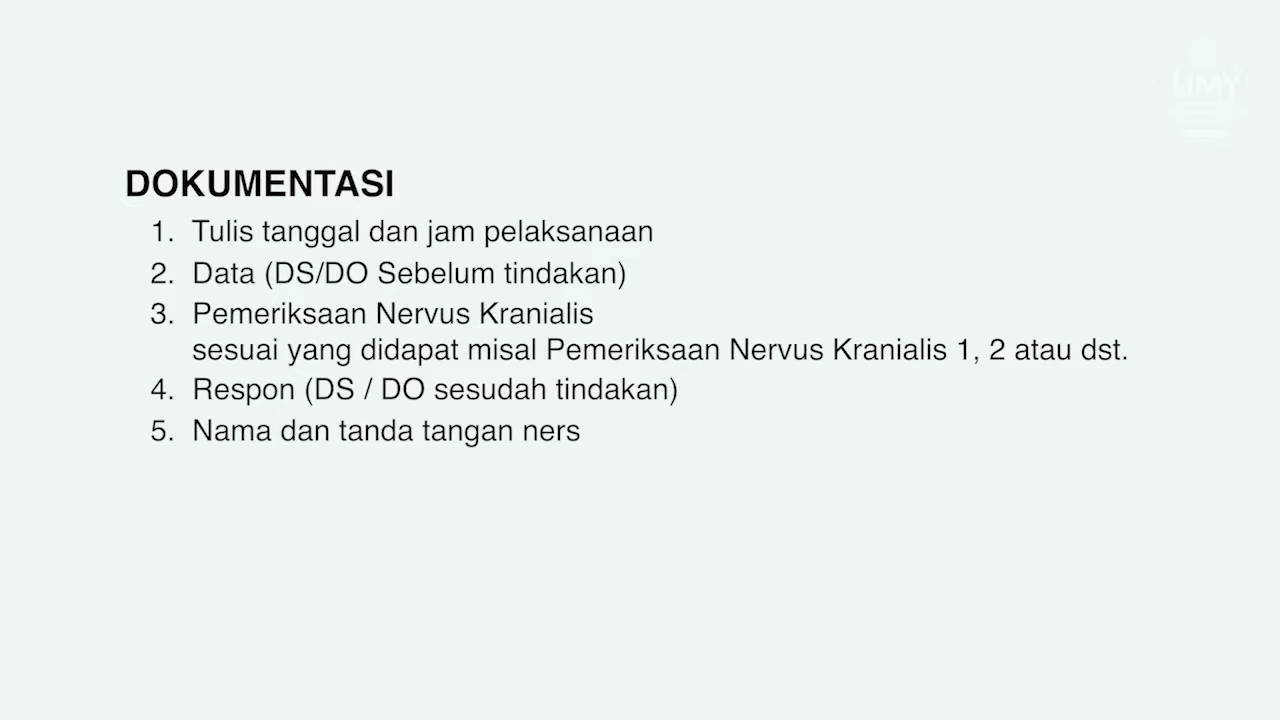 UMY
DOKUMENTASI
1. Tulis tanggal dan jam pelaksanaan
2. Data (DS/DO Sebelum tindakan)
3. Pemeriksaan Nervus Kranialis
sesuai yang didapat misal Pemeriksaan Nervus Kranialis 1, 2 atau dst.
4. Respon (DS / DO sesudah tindakan)
5. Nama dan tanda tangan ners